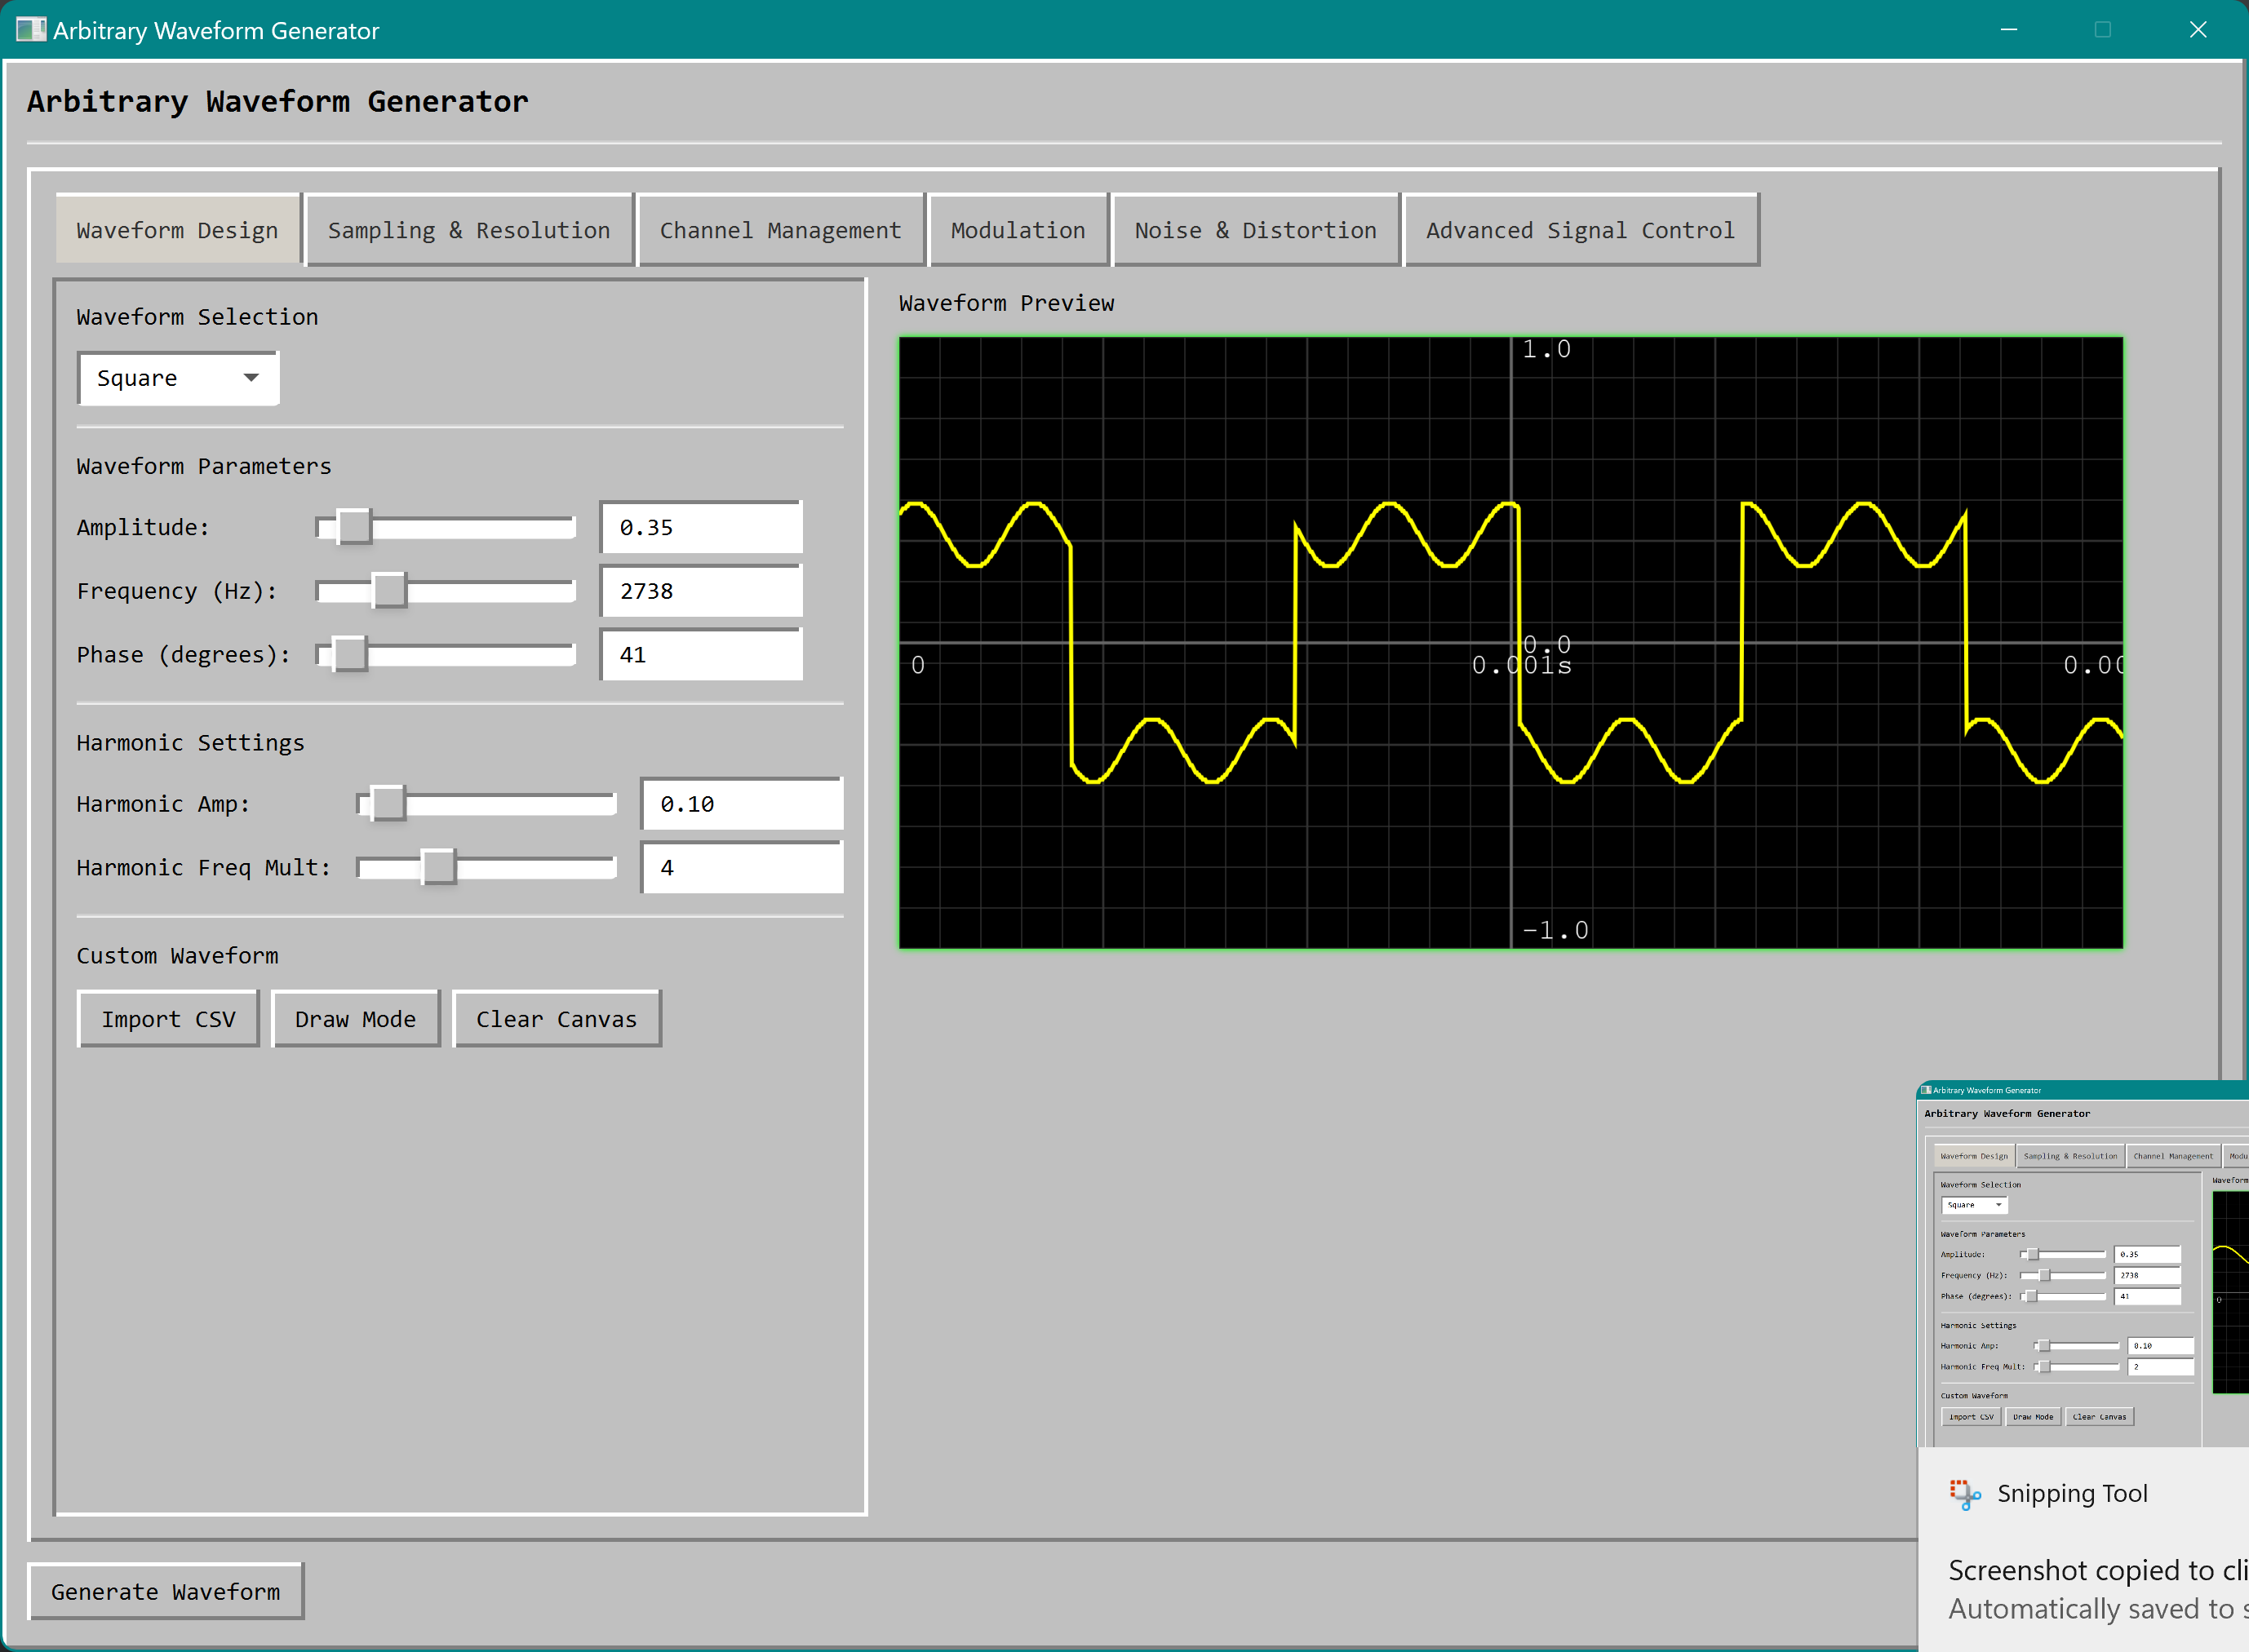 Arbitrary Waveform Generator
Arbitrary Waveform Generator
Waveform Design Sampling & Resolution Channel Management Modulation Noise & Distortion Advanced Signal Control
Waveform Selection
Square
Waveform Parameters
Amplitude: 0.35
Frequency (Hz): 2738
Phase (degrees): 41
Harmonic Settings
Harmonic Amp: 0.10
Harmonic Freq Mult: 4
Custom Waveform
Import CSV Draw Mode Clear Canvas
Waveform Preview
1.0
0.0
0 0.001s 0.00
-1.0
Generate Waveform
Arbitrary Waveform Generator
Arbitrary Waveform Generator
Waveform Design Sampling & Resolution Channel Management Modu
Waveform Selection
Square
Waveform Parameters
Amplitude: 0.35
Frequency (Hz): 2738
Phase (degrees): 41
Harmonic Settings
Harmonic Amp: 0.10
Harmonic Freq Mult: 2
Custom Waveform
Import CSV Draw Mode Clear Canvas
Waveform
0
Snipping Tool
Screenshot copied to cli
Automatically saved to s